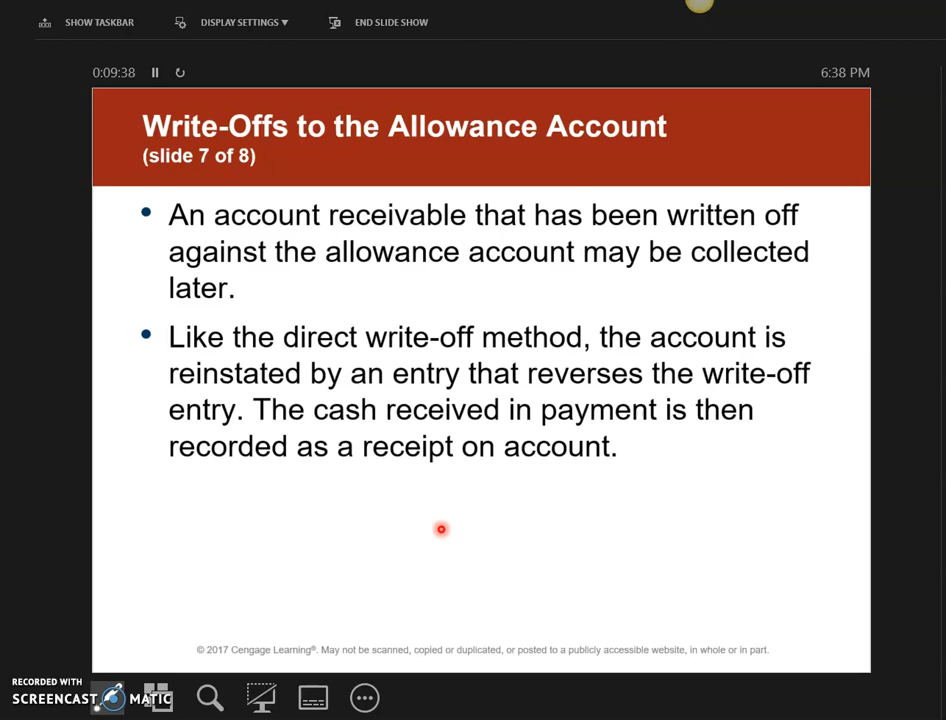 SHOW TASKBAR DISPLAY SETTINGS ▼ END SLIDE SHOW
0:09:38 6:38 PM
Write-Offs to the Allowance Account
(slide 7 of 8)
• An account receivable that has been written off
against the allowance account may be collected
later.
• Like the direct write-off method, the account is
reinstated by an entry that reverses the write-off
entry. The cash received in payment is then
recorded as a receipt on account.
© 2017 Cengage Learning®. May not be scanned, copied or duplicated, or posted to a publicly accessible website, in whole or in part.
RECORDED WITH
SCREENCAST MATIC